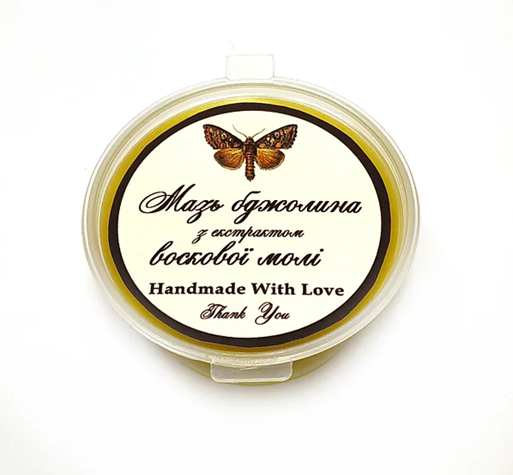 Мазь бджолина
з екстрактом
воскової молі
Handmade With Love
Thank You